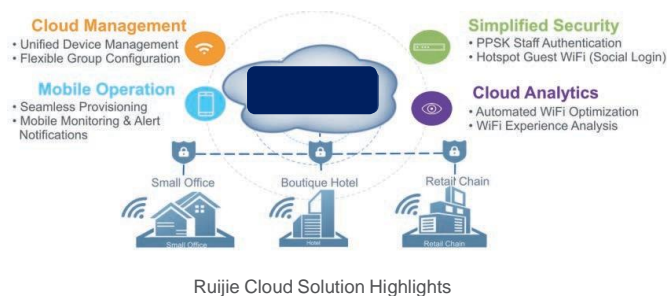 Cloud Management
• Unified Device Management
• Flexible Group Configuration
Mobile Operation
• Seamless Provisioning
• Mobile Monitoring & Alert
Notifications
Simplified Security
• PPSK Staff Authentication
• Hotspot Guest WiFi (Social Login)
Cloud Analytics
• Automated WiFi Optimization
• WiFi Experience Analysis
Small Office
Boutique Hotel
Retail Chain
Small Office
Hotel
Retail Chain
Ruijie Cloud Solution Highlights